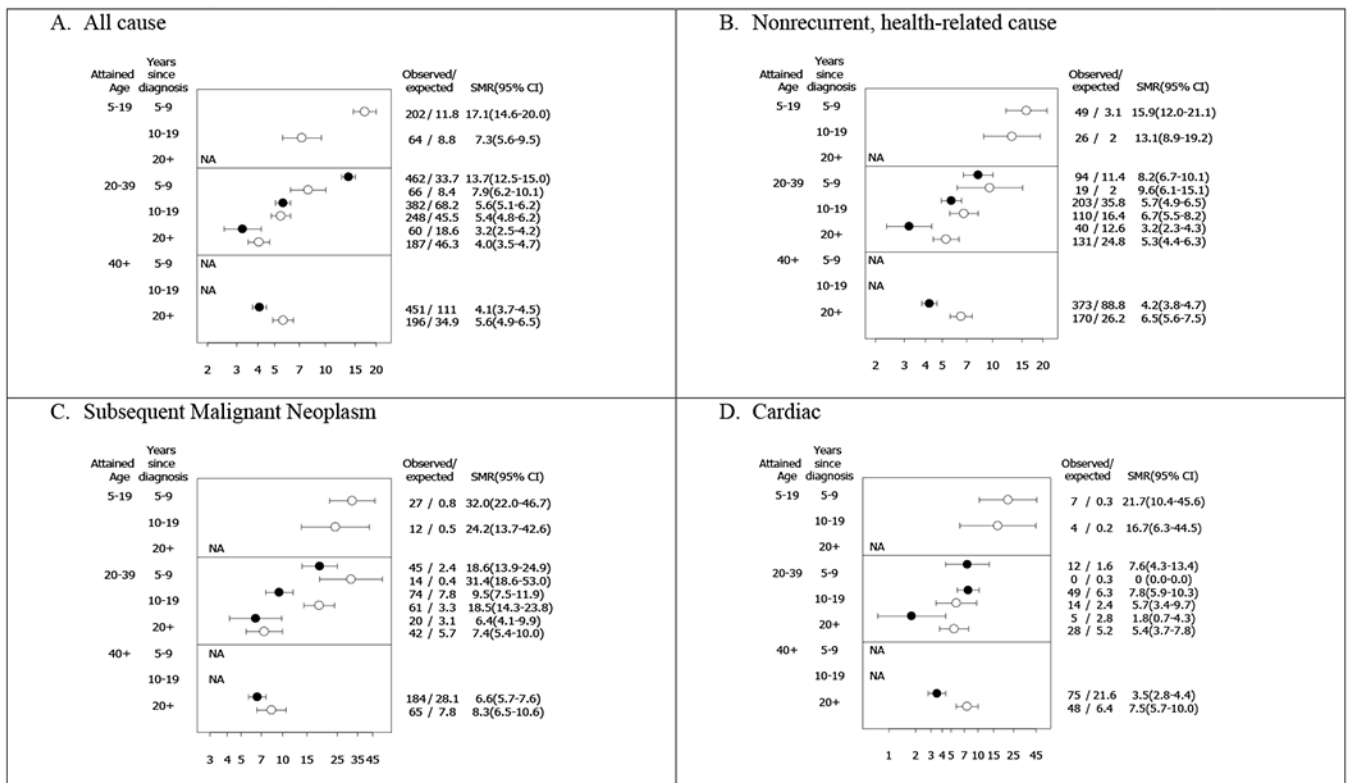 A. All cause
Attained Age
Years since diagnosis
Observed/ expected
SMR(95% CI)
5-19 5-9 202/11.8 17.1(14.6-20.0)
10-19 64/ 8.8 7.3(5.6-9.5)
20+ NA
20-39 5-9 462/33.7 13.7(12.5-15.0)
66/ 8.4 7.9(6.2-10.1)
10-19 382/68.2 5.6(5.1-6.2)
248/45.5 5.4(4.8-6.2)
20+ 60/18.6 3.2(2.5-4.2)
187/46.3 4.0(3.5-4.7)
40+ 5-9 NA
10-19 NA
20+ 451/ 111 4.1(3.7-4.5)
196/34.9 5.6(4.9-6.5)
2 3 4 5 7 10 15 20
B. Nonrecurrent, health-related cause
Attained Age
Years since diagnosis
Observed/ expected
SMR(95% CI)
5-19 5-9 49 / 3.1 15.9(12.0-21.1)
10-19 26 / 2 13.1(8.9-19.2)
20+ NA
20-39 5-9 94/11.4 8.2(6.7-10.1)
19 / 2 9.6(6.1-15.1)
10-19 203/35.8 5.7(4.9-6.5)
110/16.4 6.7(5.5-8.2)
20+ 40/12.6 3.2(2.3-4.3)
131/24.8 5.3(4.4-6.3)
40+ 5-9 NA
10-19 NA
20+ 373/88.8 4.2(3.8-4.7)
170/26.2 6.5(5.6-7.5)
2 3 4 5 7 10 15 20
C. Subsequent Malignant Neoplasm
Attained Age
Years since diagnosis
Observed/ expected
SMR(95% CI)
5-19 5-9 27 / 0.8 32.0(22.0-46.7)
10-19 12 / 0.5 24.2(13.7-42.6)
20+ NA
20-39 5-9 45 / 2.4 18.6(13.9-24.9)
14 / 0.4 31.4(18.6-53.0)
10-19 74 / 7.8 9.5(7.5-11.9)
61 / 3.3 18.5(14.3-23.8)
20+ 20 / 3.1 6.4(4.1-9.9)
42 / 5.7 7.4(5.4-10.0)
40+ 5-9 NA
10-19 NA
20+ 184/28.1 6.6(5.7-7.6)
65 / 7.8 8.3(6.5-10.6)
3 4 5 7 10 15 25 35 45
D. Cardiac
Attained Age
Years since diagnosis
Observed/ expected
SMR(95% CI)
5-19 5-9 7 / 0.3 21.7(10.4-45.6)
10-19 4 / 0.2 16.7(6.3-44.5)
20+ NA
20-39 5-9 12 / 1.6 7.6(4.3-13.4)
0 / 0.3 0 (0.0-0.0)
10-19 49 / 6.3 7.8(5.9-10.3)
14 / 2.4 5.7(3.4-9.7)
20+ 5 / 2.8 1.8(0.7-4.3)
28 / 5.2 5.4(3.7-7.8)
40+ 5-9 NA
10-19 NA
20+ 75 /21.6 3.5(2.8-4.4)
48 / 6.4 7.5(5.7-10.0)
1 2 3 4 5 7 10 15 25 45